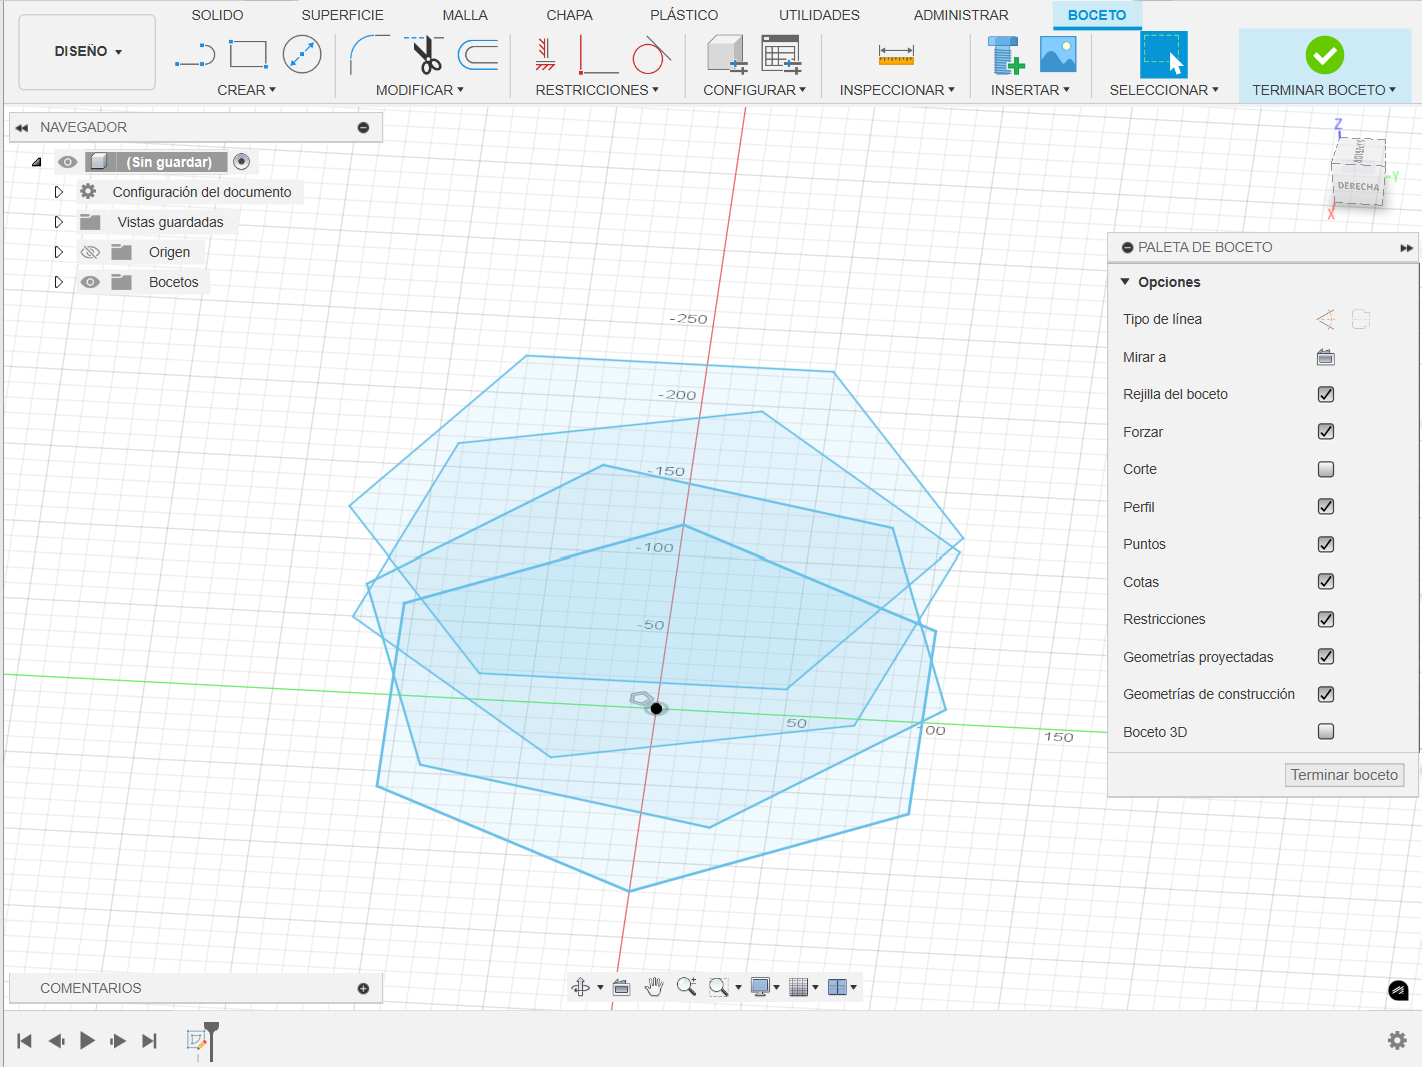 SOLIDO SUPERFICIE MALLA CHAPA PLÁSTICO UTILIDADES ADMINISTRAR BOCETO
DISEÑO
CREAR MODIFICAR RESTRICCIONES CONFIGURAR INSPECCIONAR INSERTAR SELECCIONAR TERMINAR BOCETO
NAVEGADOR
(Sin guardar)
Configuración del documento
Vistas guardadas
Origen
Bocetos
Z
Y
X
DERECHA
-250
-200
-150
-100
-50
50
00
150
PALETA DE BOCETO
Opciones
Tipo de línea
Mirar a
Rejilla del boceto
Forzar
Corte
Perfil
Puntos
Cotas
Restricciones
Geometrías proyectadas
Geometrías de construcción
Boceto 3D
Terminar boceto
COMENTARIOS